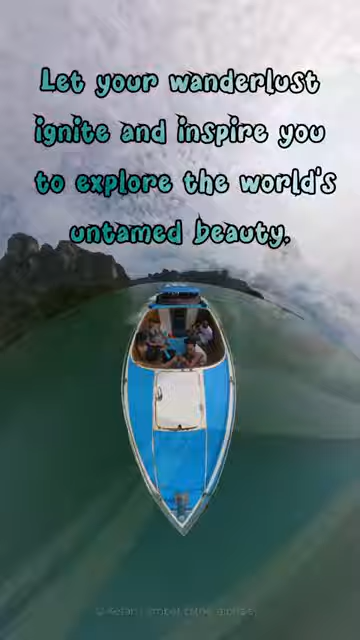 Let your wanderlust
ignite and inspire you
to explore the world's
untamed beauty.